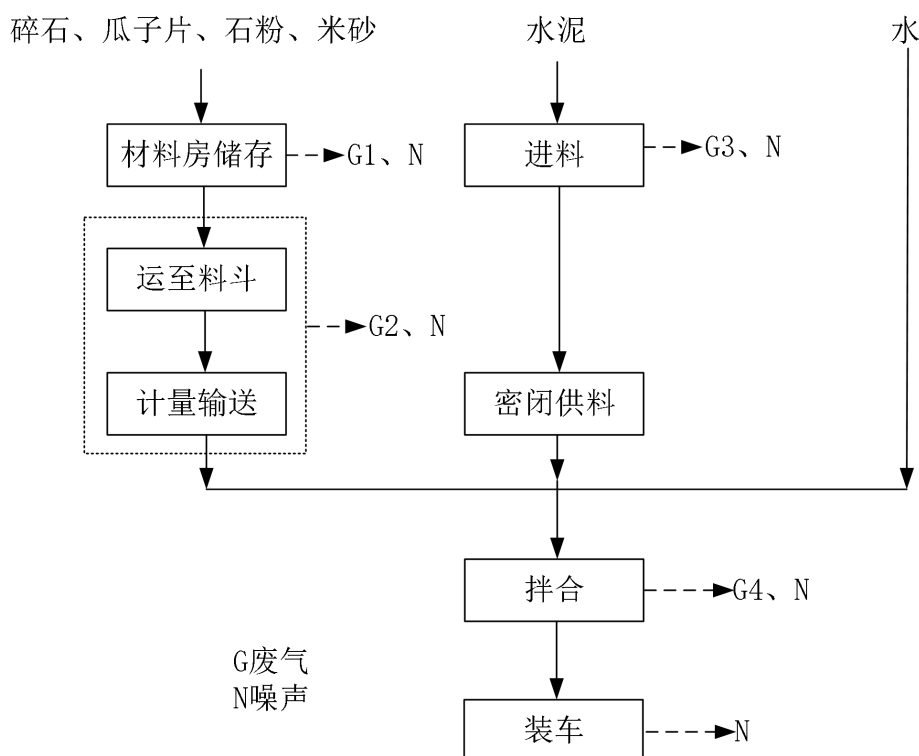 碎石、瓜子片、石粉、米砂
水泥
水
材料房储存
G1、N
进料
G3、N
运至料斗
G2、N
计量输送
密闭供料
拌合
G4、N
G废气
N噪声
装车
N